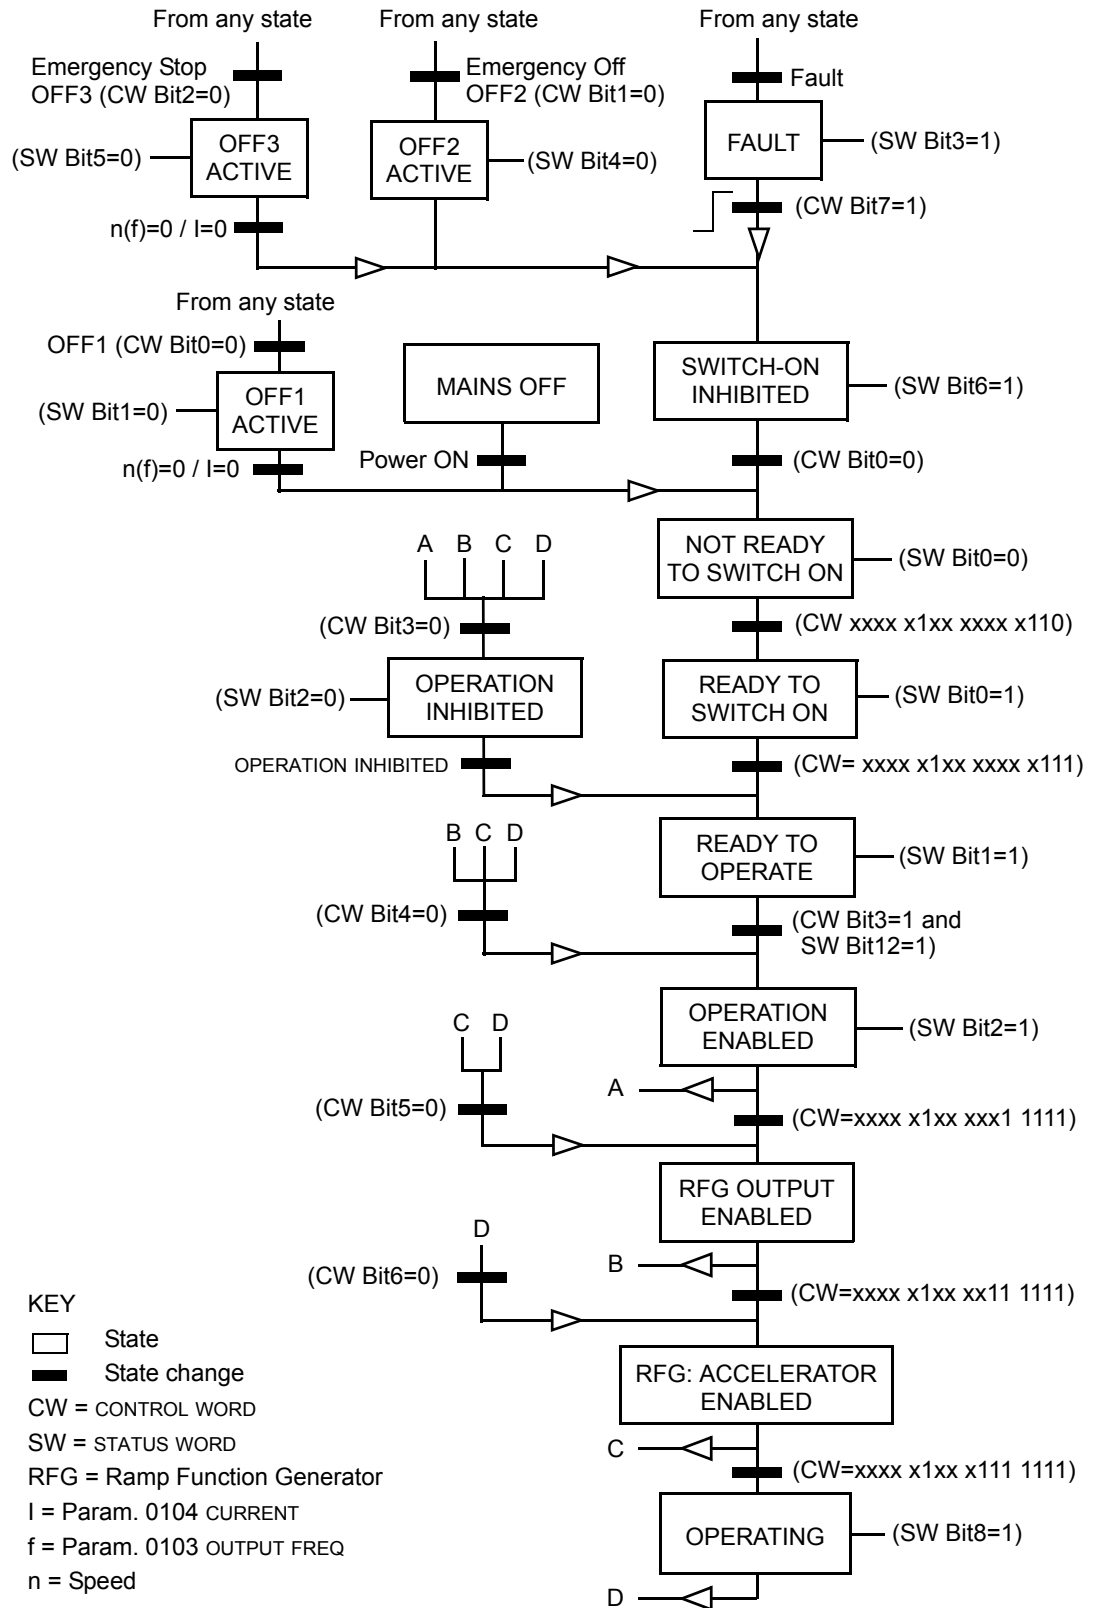 From any state
From any state
From any state
Emergency Stop
OFF3 (CW Bit2=0)
Emergency Off
OFF2 (CW Bit1=0)
Fault
(SW Bit5=0)
OFF3
ACTIVE
OFF2
ACTIVE
(SW Bit4=0)
FAULT
(SW Bit3=1)
n(f)=0 / I=0
(CW Bit7=1)
From any state
OFF1 (CW Bit0=0)
(SW Bit1=0)
OFF1
ACTIVE
MAINS OFF
SWITCH-ON
INHIBITED
(SW Bit6=1)
n(f)=0 / I=0
Power ON
(CW Bit0=0)
A B C D
NOT READY
TO SWITCH ON
(SW Bit0=0)
(CW Bit3=0)
(CW xxxx x1xx xxxx x110)
(SW Bit2=0)
OPERATION
INHIBITED
READY TO
SWITCH ON
(SW Bit0=1)
OPERATION INHIBITED
(CW= xxxx x1xx xxxx x111)
B C D
READY TO
OPERATE
(SW Bit1=1)
(CW Bit4=0)
(CW Bit3=1 and
SW Bit12=1)
C D
OPERATION
ENABLED
(SW Bit2=1)
A
(CW Bit5=0)
(CW=xxxx x1xx xxx1 1111)
RFG OUTPUT
ENABLED
D
B
(CW Bit6=0)
(CW=xxxx x1xx xx11 1111)
RFG: ACCELERATOR
ENABLED
C
(CW=xxxx x1xx x111 1111)
OPERATING
(SW Bit8=1)
D
KEY
State
State change
CW = CONTROL WORD
SW = STATUS WORD
RFG = Ramp Function Generator
I = Param. 0104 CURRENT
f = Param. 0103 OUTPUT FREQ
n = Speed